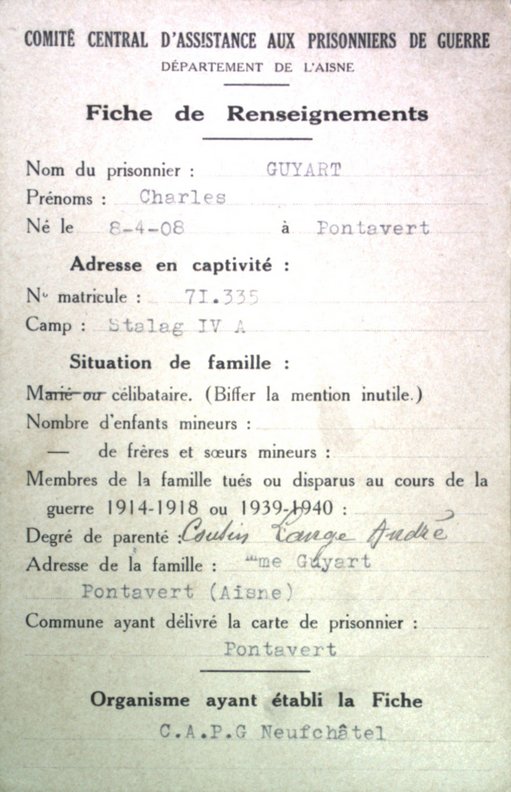 COMITÉ CENTRAL D'ASSISTANCE AUX PRISONNIERS DE GUERRE
DÉPARTEMENT DE L'AISNE
Fiche de Renseignements
Nom du prisonnier : GUYART
Prénoms : Charles
Né le 8-4-08 à Pontavert
Adresse en captivité :
N° matricule : 7I.335
Camp : Stalag IV A
Situation de famille :
Marié ou célibataire. (Biffer la mention inutile.)
Nombre d'enfants mineurs :
— de frères et sœurs mineurs :
Membres de la famille tués ou disparus au cours de la
guerre 1914-1918 ou 1939-1940 :
Degré de parenté : Cousin Lange André
Adresse de la famille : Mme Guyart
Pontavert (Aisne)
Commune ayant délivré la carte de prisonnier :
Pontavert
Organisme ayant établi la Fiche
C.A.P.G Neufchâtel